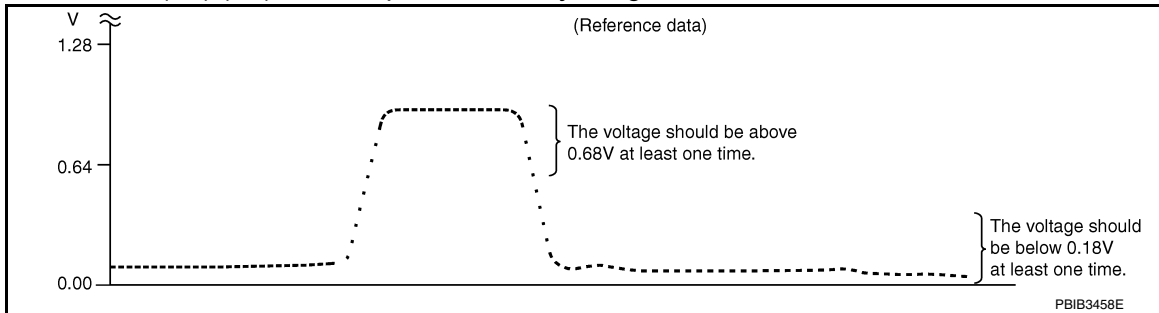 V
(Reference data)
1.28
The voltage should be above
0.68V at least one time.
0.64
The voltage should
be below 0.18V
at least one time.
0.00
PBIB3458E